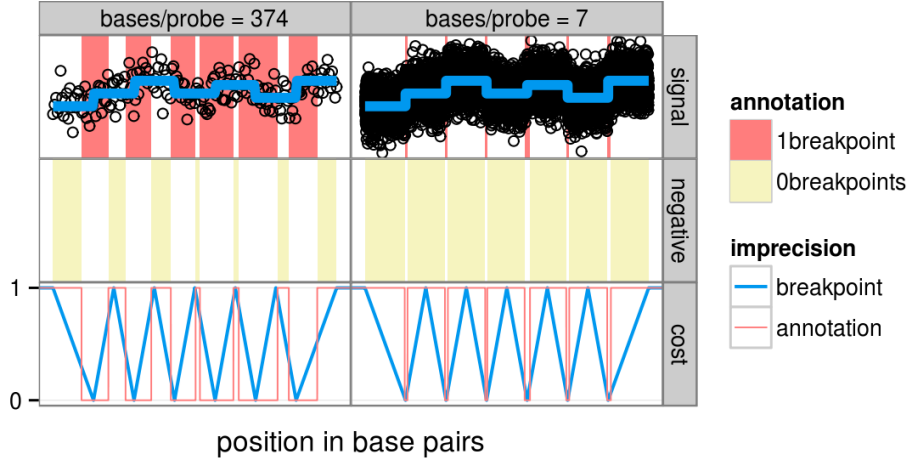 bases/probe = 374
bases/probe = 7
signal
negative
cost
1
0
position in base pairs
annotation
1breakpoint
0breakpoints
imprecision
breakpoint
annotation